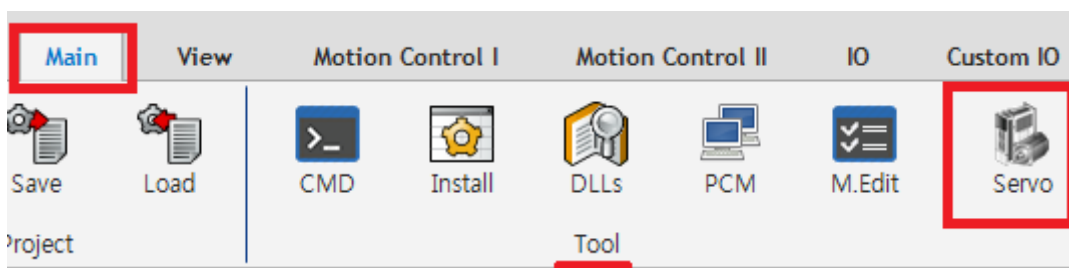 Main View Motion Control I Motion Control II IO Custom IO
Save Load CMD Install DLLs PCM M.Edit Servo
Project Tool